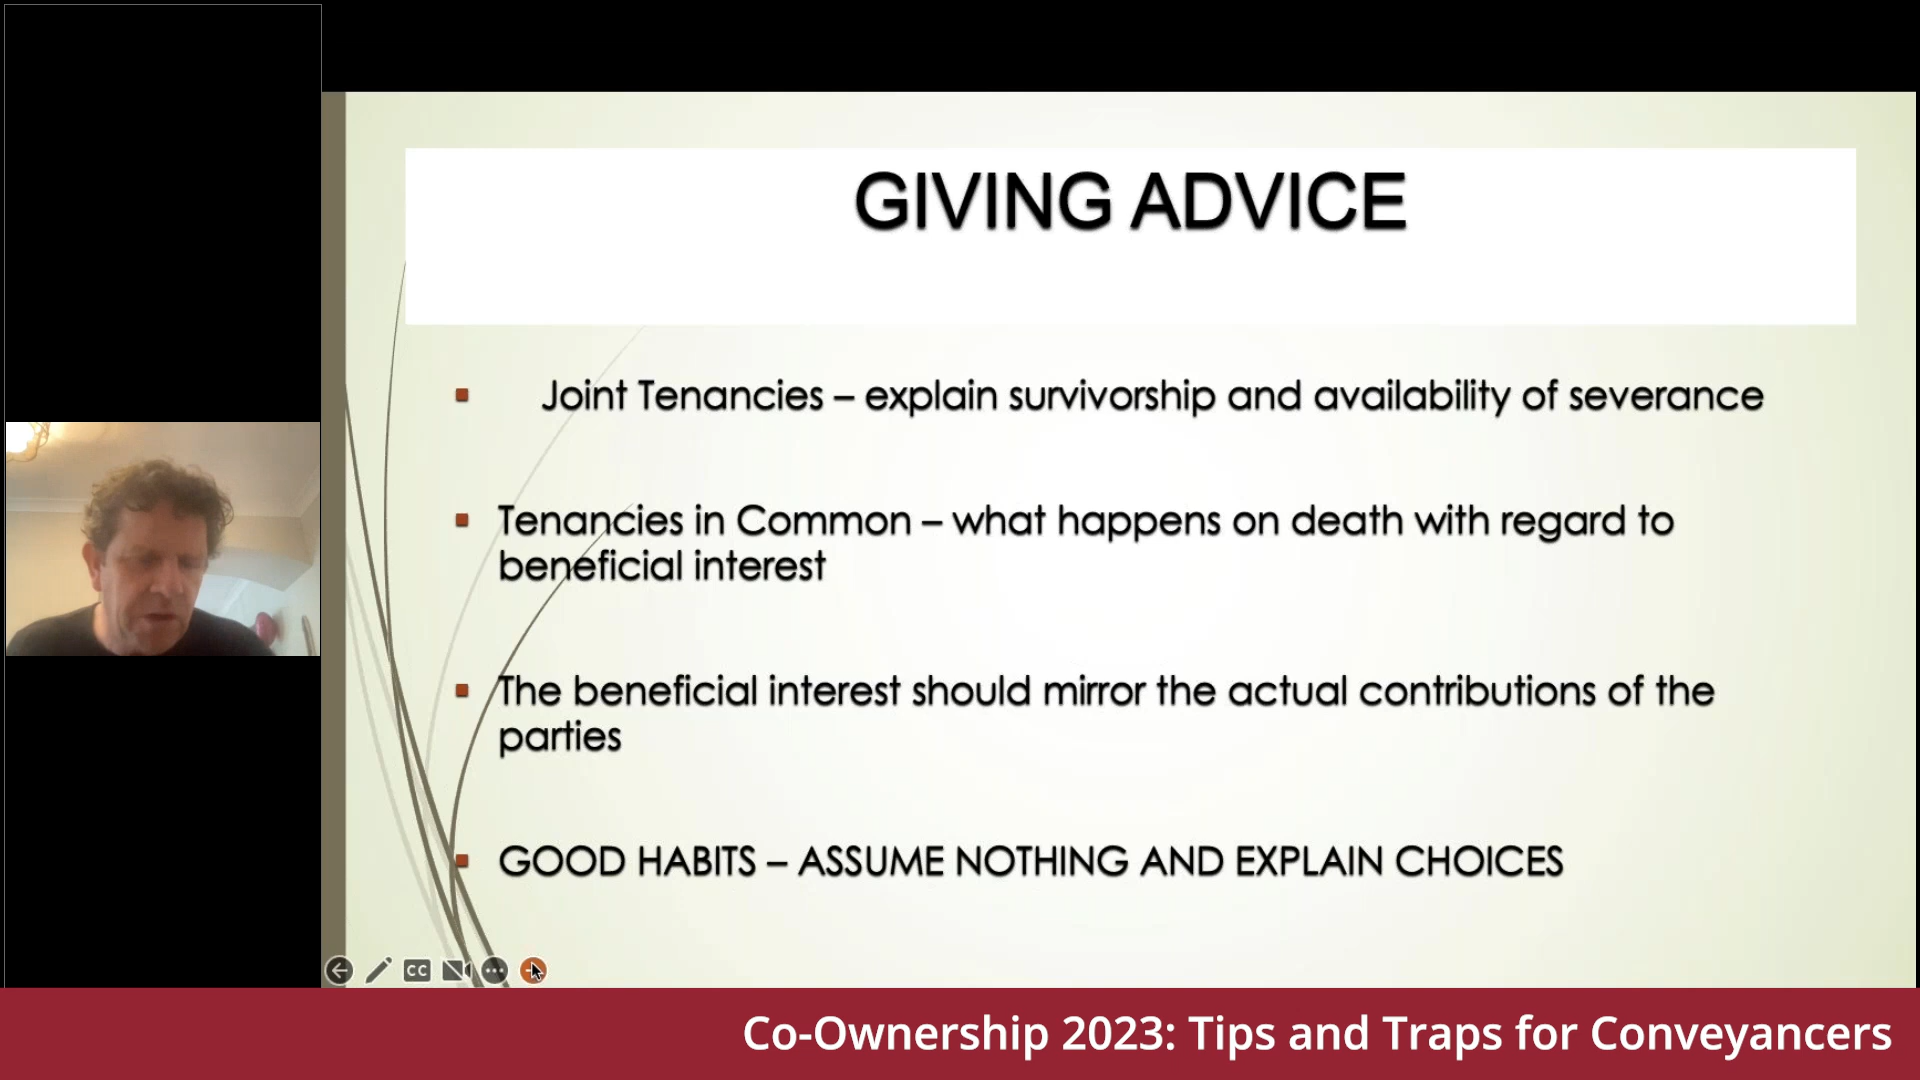 GIVING ADVICE
Joint Tenancies – explain survivorship and availability of severance
Tenancies in Common – what happens on death with regard to
beneficial interest
The beneficial interest should mirror the actual contributions of the
parties
GOOD HABITS – ASSUME NOTHING AND EXPLAIN CHOICES
CC
Co-Ownership 2023: Tips and Traps for Conveyancers